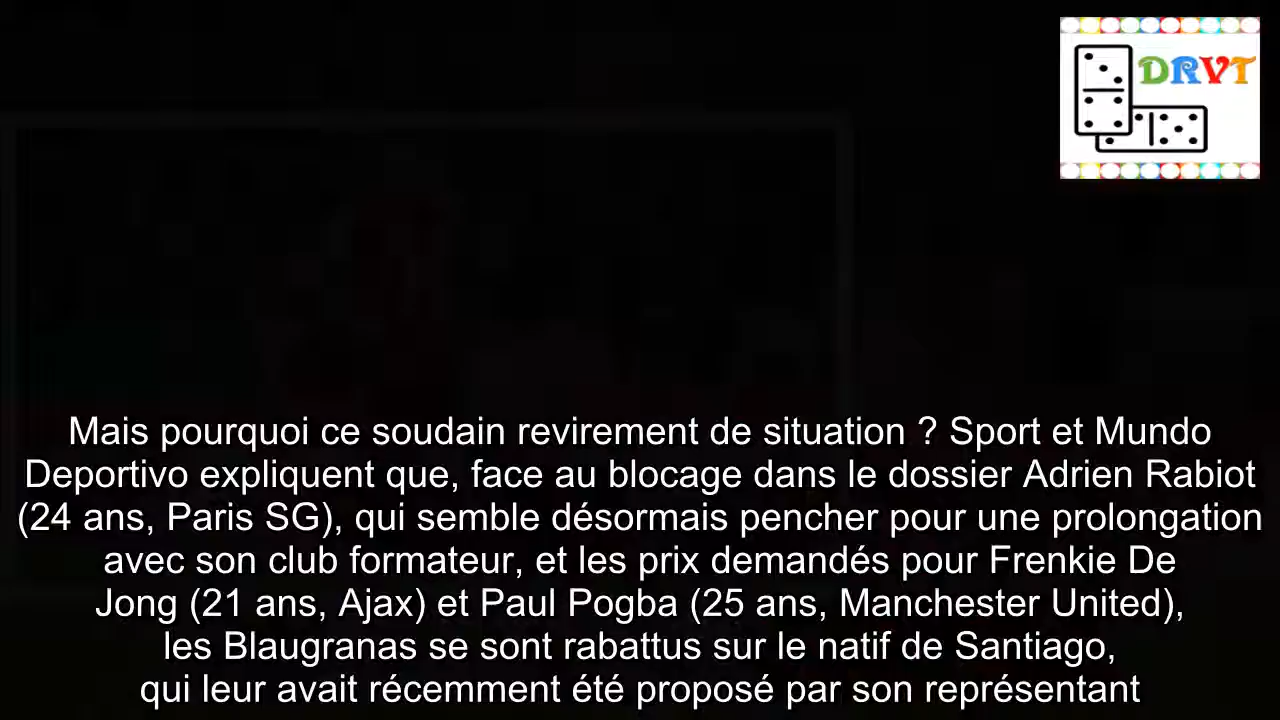 DRVT
Mais pourquoi ce soudain revirement de situation ? Sport et Mundo
Deportivo expliquent que, face au blocage dans le dossier Adrien Rabiot
(24 ans, Paris SG), qui semble désormais pencher pour une prolongation
avec son club formateur, et les prix demandés pour Frenkie De
Jong (21 ans, Ajax) et Paul Pogba (25 ans, Manchester United),
les Blaugranas se sont rabattus sur le natif de Santiago,
qui leur avait récemment été proposé par son représentant